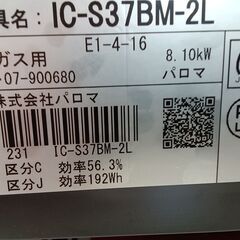 具名: IC-S37BM-2L
ガス用 E1-4-16 8.10kW
-07-900680 パロマ
株式会社パロマ
231 IC-S37BM-2L
区分C 効率56.3%
区分J 効率192Wh